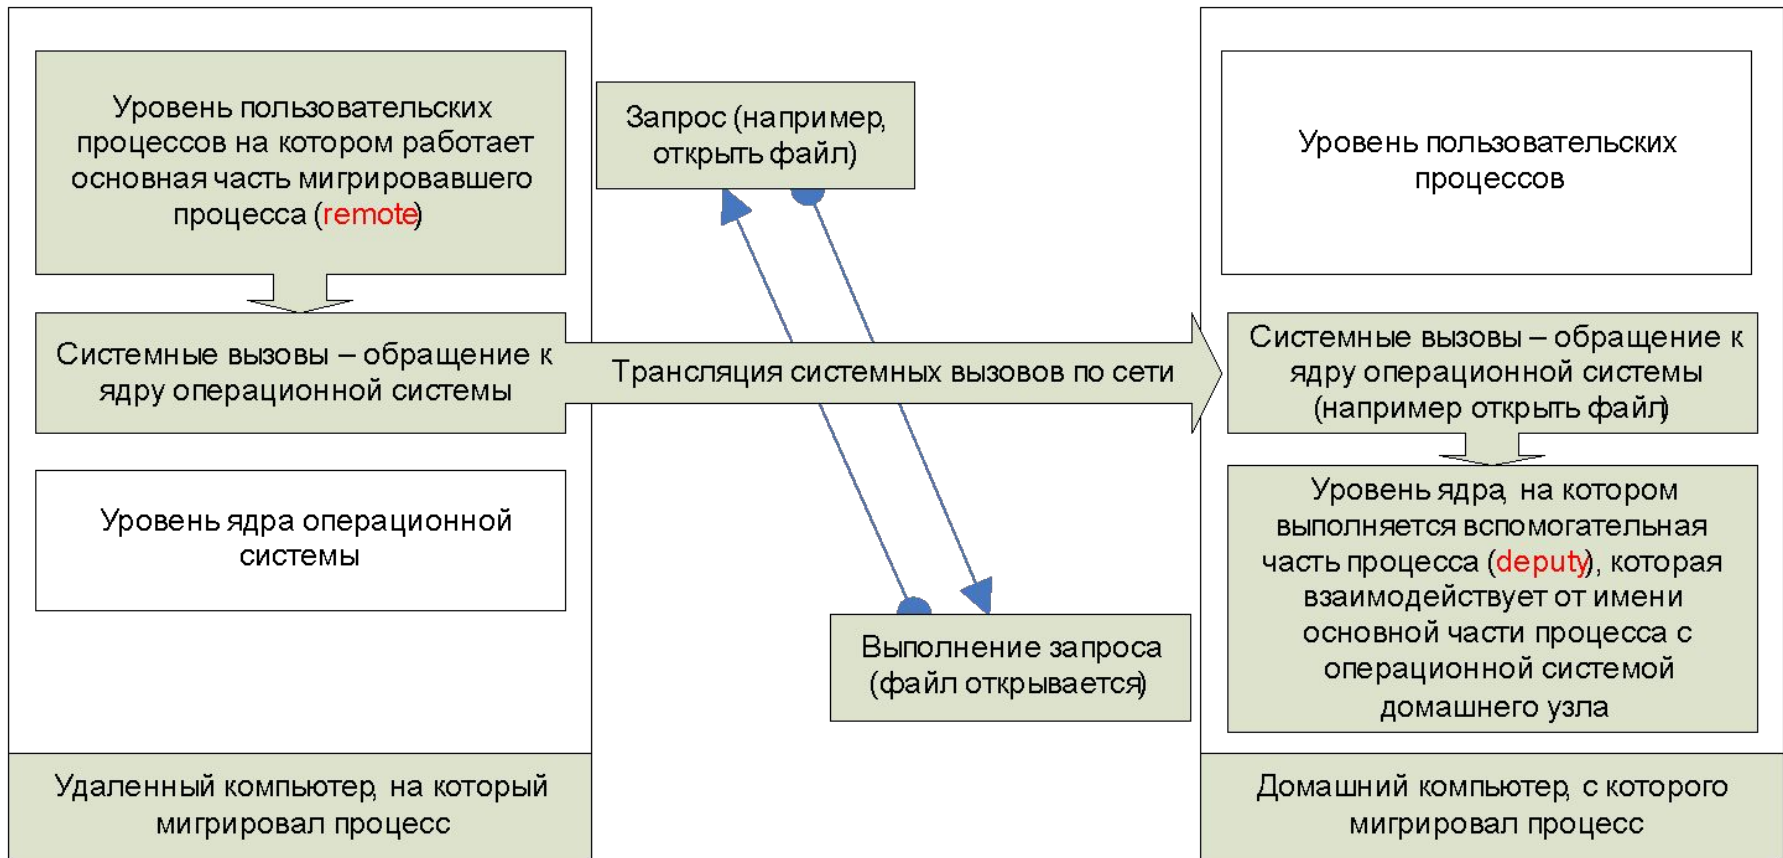 Уровень пользовательских
процессов на котором работает
основная часть мигрировавшего
процесса (remote)
Системные вызовы – обращение к
ядру операционной системы
Уровень ядра операционной
системы
Удаленный компьютер, на который
мигрировал процесс
Запрос (например,
открыть файл)
Трансляция системных вызовов по сети
Выполнение запроса
(файл открывается)
Уровень пользовательских
процессов
Системные вызовы – обращение к
ядру операционной системы
(например открыть файл)
Уровень ядра, на котором
выполняется вспомогательная
часть процесса (deputy), которая
взаимодействует от имени
основной части процесса с
операционной системой
домашнего узла
Домашний компьютер, с которого
мигрировал процесс